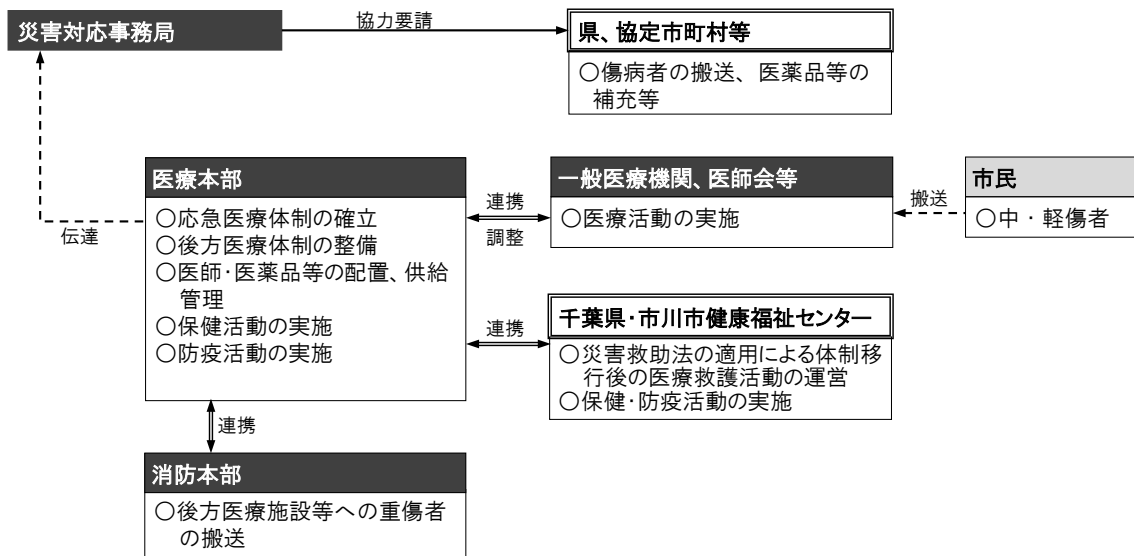 災害対応事務局
協力要請
県、協定市町村等
○傷病者の搬送、医薬品等の
補充等
医療本部
○応急医療体制の確立
○後方医療体制の整備
○医師・医薬品等の配置、供給
管理
○保健活動の実施
○防疫活動の実施
伝達
連携
調整
一般医療機関、医師会等
○医療活動の実施
搬送
市民
○中・軽傷者
連携
千葉県・市川市健康福祉センター
○災害救助法の適用による体制移
行後の医療救護活動の運営
○保健・防疫活動の実施
連携
消防本部
○後方医療施設等への重傷者
の搬送